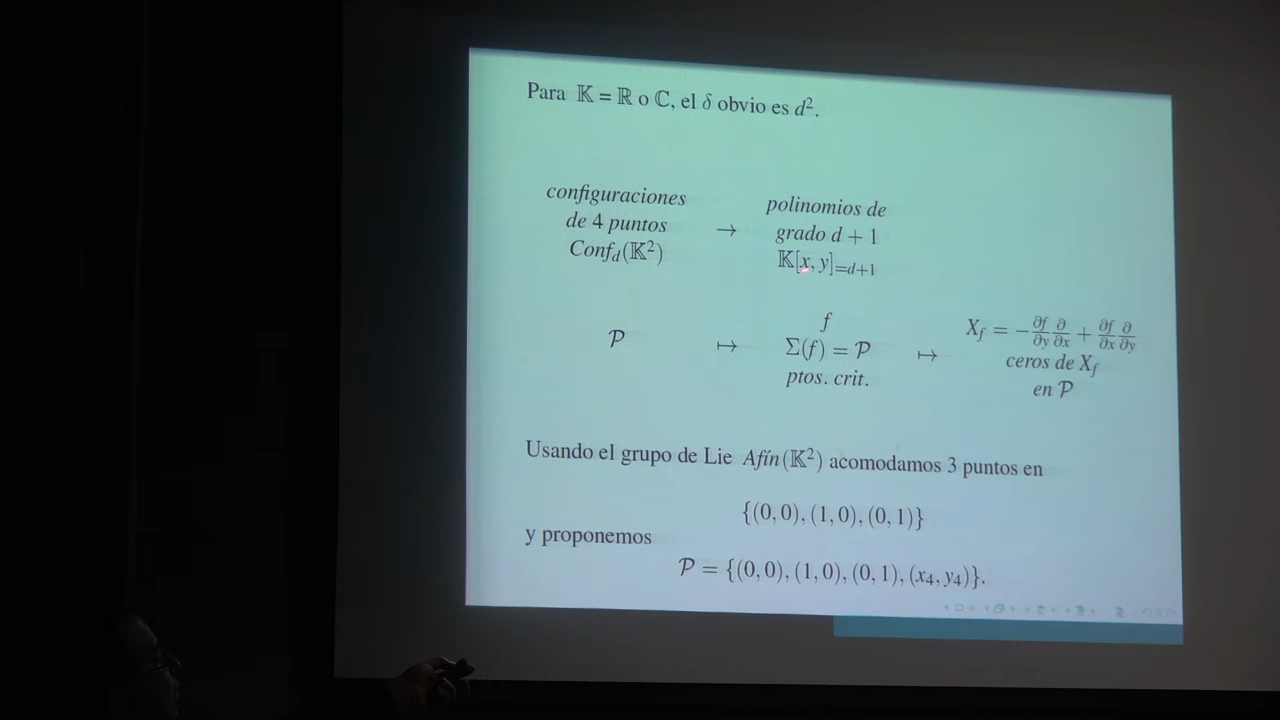 Para 𝕂 = ℝ o ℂ, el δ obvio es d².
configuraciones
de 4 puntos
Conf_d(𝕂²)
→
polinomios de
grado d + 1
𝕂[x, y]_{=d+1}
𝒫
↦
f
Σ(f) = 𝒫
ptos. crit.
↦
X_f = −∂f/∂y ∂/∂x + ∂f/∂x ∂/∂y
ceros de X_f
en 𝒫
Usando el grupo de Lie Afín(𝕂²) acomodamos 3 puntos en
{(0, 0), (1, 0), (0, 1)}
y proponemos
𝒫 = {(0, 0), (1, 0), (0, 1), (x₄, y₄)}.